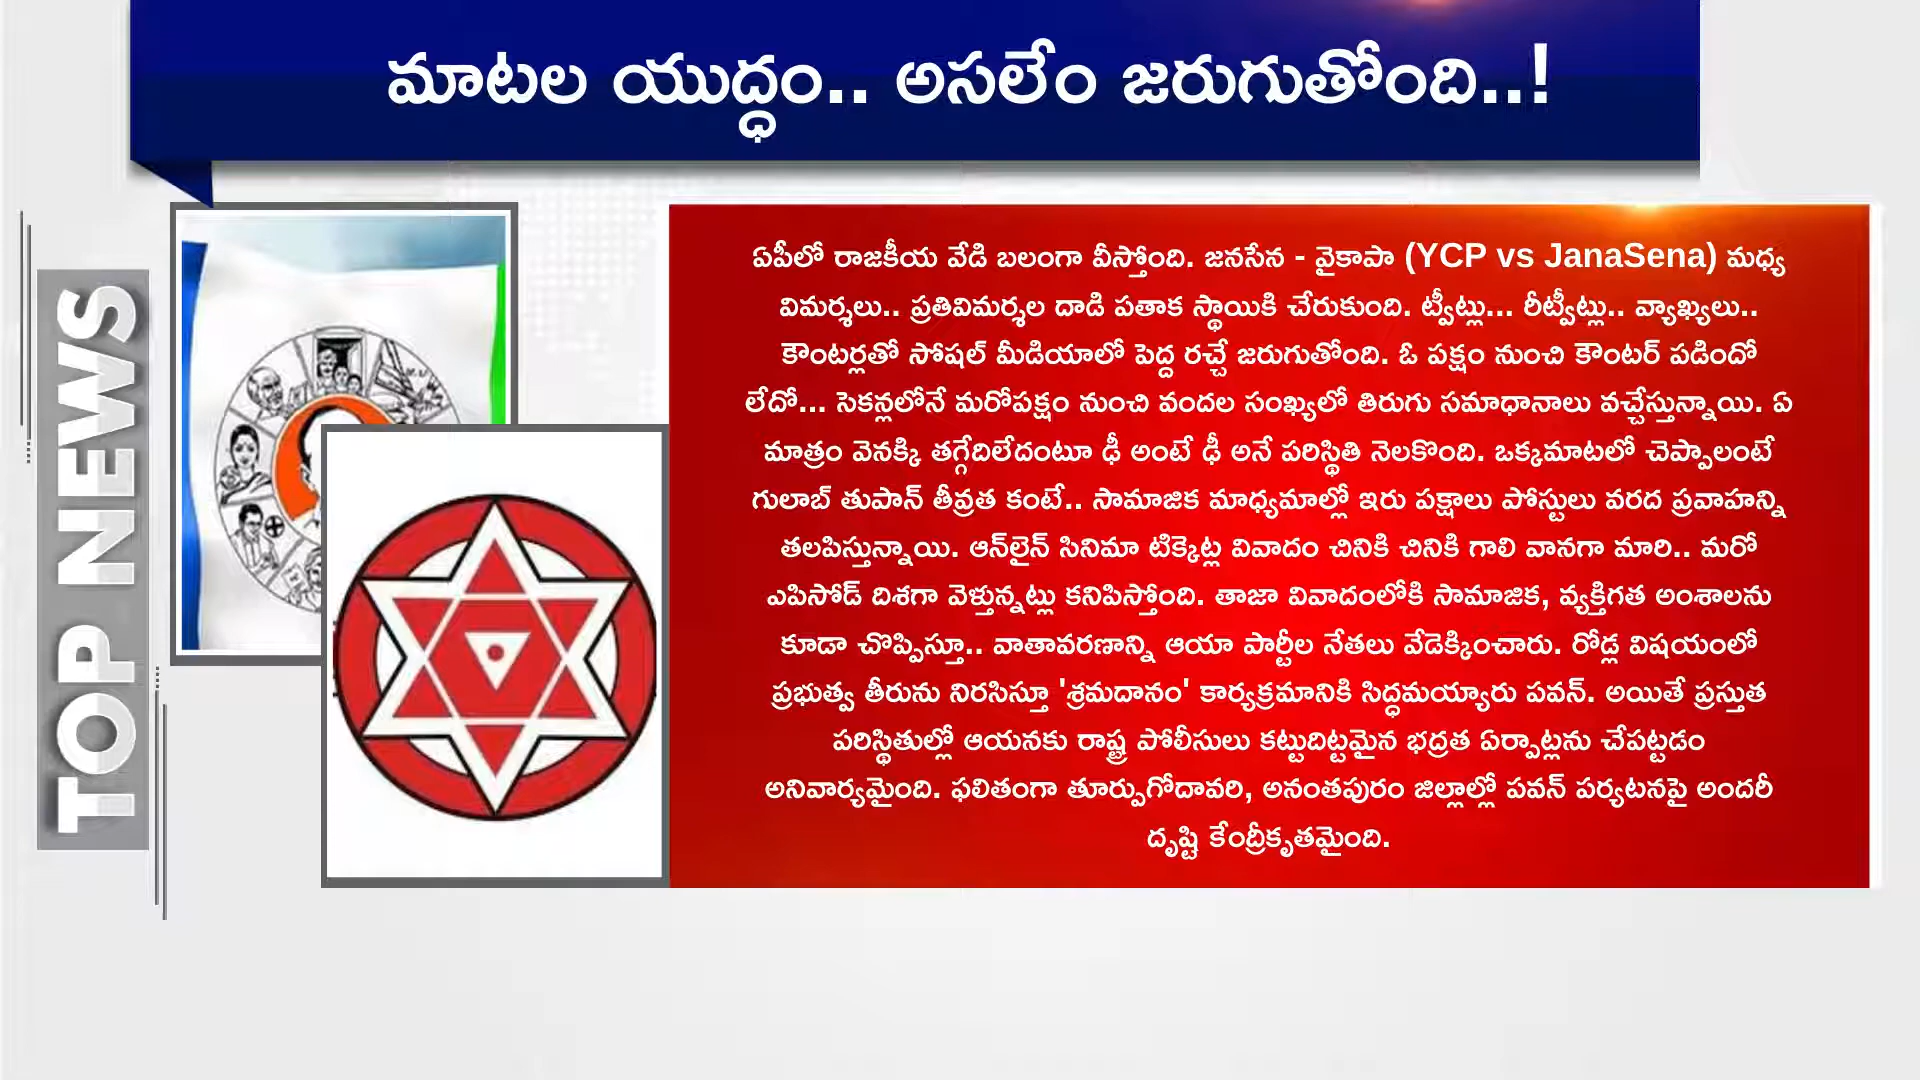 మాటల యుద్ధం.. అసలేం జరుగుతోంది..!
TOP NEWS
ఏపీలో రాజకీయ వేడి బలంగా వీస్తోంది. జనసేన - వైకాపా (YCP vs JanaSena) మధ్య
విమర్శలు.. ప్రతివిమర్శల దాడి పతాక స్థాయికి చేరుకుంది. ట్వీట్లు... రీట్వీట్లు.. వ్యాఖ్యలు..
కౌంటర్లతో సోషల్ మీడియాలో పెద్ద రచ్చే జరుగుతోంది. ఓ పక్షం నుంచి కౌంటర్ పడిందో
లేదో... సెకన్లలోనే మరోపక్షం నుంచి వందల సంఖ్యలో తిరుగు సమాధానాలు వచ్చేస్తున్నాయి. ఏ
మాత్రం వెనక్కి తగ్గేదిలేదంటూ ఢీ అంటే ఢీ అనే పరిస్థితి నెలకొంది. ఒక్కమాటలో చెప్పాలంటే
గులాబ్ తుపాన్ తీవ్రత కంటే.. సామాజిక మాధ్యమాల్లో ఇరు పక్షాలు పోస్టులు వరద ప్రవాహన్ని
తలపిస్తున్నాయి. ఆన్‌లైన్ సినిమా టిక్కెట్ల వివాదం చినికి చినికి గాలి వానగా మారి.. మరో
ఎపిసోడ్ దిశగా వెళ్తున్నట్లు కనిపిస్తోంది. తాజా వివాదంలోకి సామాజిక, వ్యక్తిగత అంశాలను
కూడా చొప్పిస్తూ.. వాతావరణాన్ని ఆయా పార్టీల నేతలు వేడెక్కించారు. రోడ్ల విషయంలో
ప్రభుత్వ తీరును నిరసిస్తూ 'శ్రమదానం' కార్యక్రమానికి సిద్ధమయ్యారు పవన్. అయితే ప్రస్తుత
పరిస్థితుల్లో ఆయనకు రాష్ట్ర పోలీసులు కట్టుదిట్టమైన భద్రత ఏర్పాట్లను చేపట్టడం
అనివార్యమైంది. ఫలితంగా తూర్పుగోదావరి, అనంతపురం జిల్లాల్లో పవన్ పర్యటనపై అందరీ
దృష్టి కేంద్రీకృతమైంది.